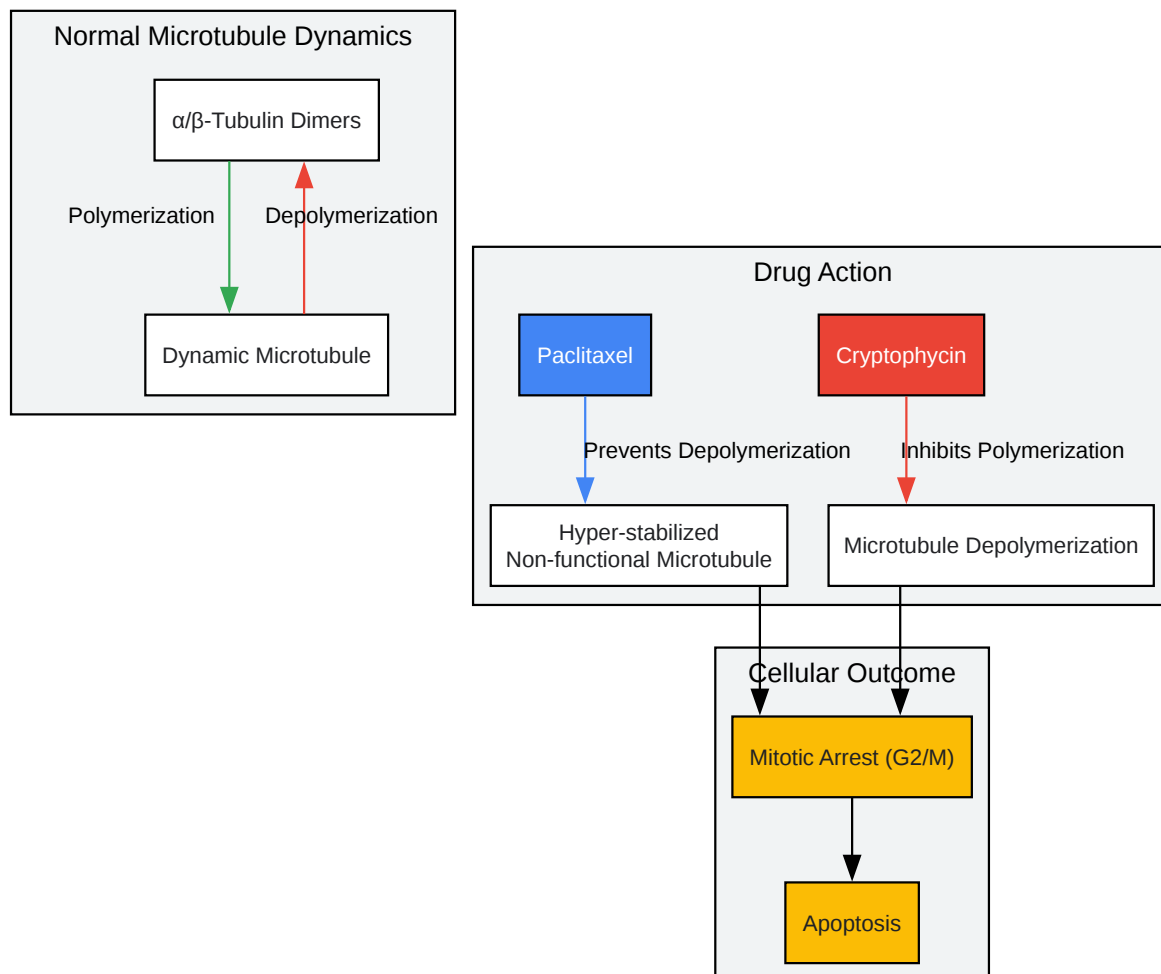 Normal Microtubule Dynamics
α/β-Tubulin Dimers
Polymerization
Depolymerization
Dynamic Microtubule
Drug Action
Paclitaxel
Cryptophycin
Prevents Depolymerization
Inhibits Polymerization
Hyper-stabilized
Non-functional Microtubule
Microtubule Depolymerization
Cellular Outcome
Mitotic Arrest (G2/M)
Apoptosis